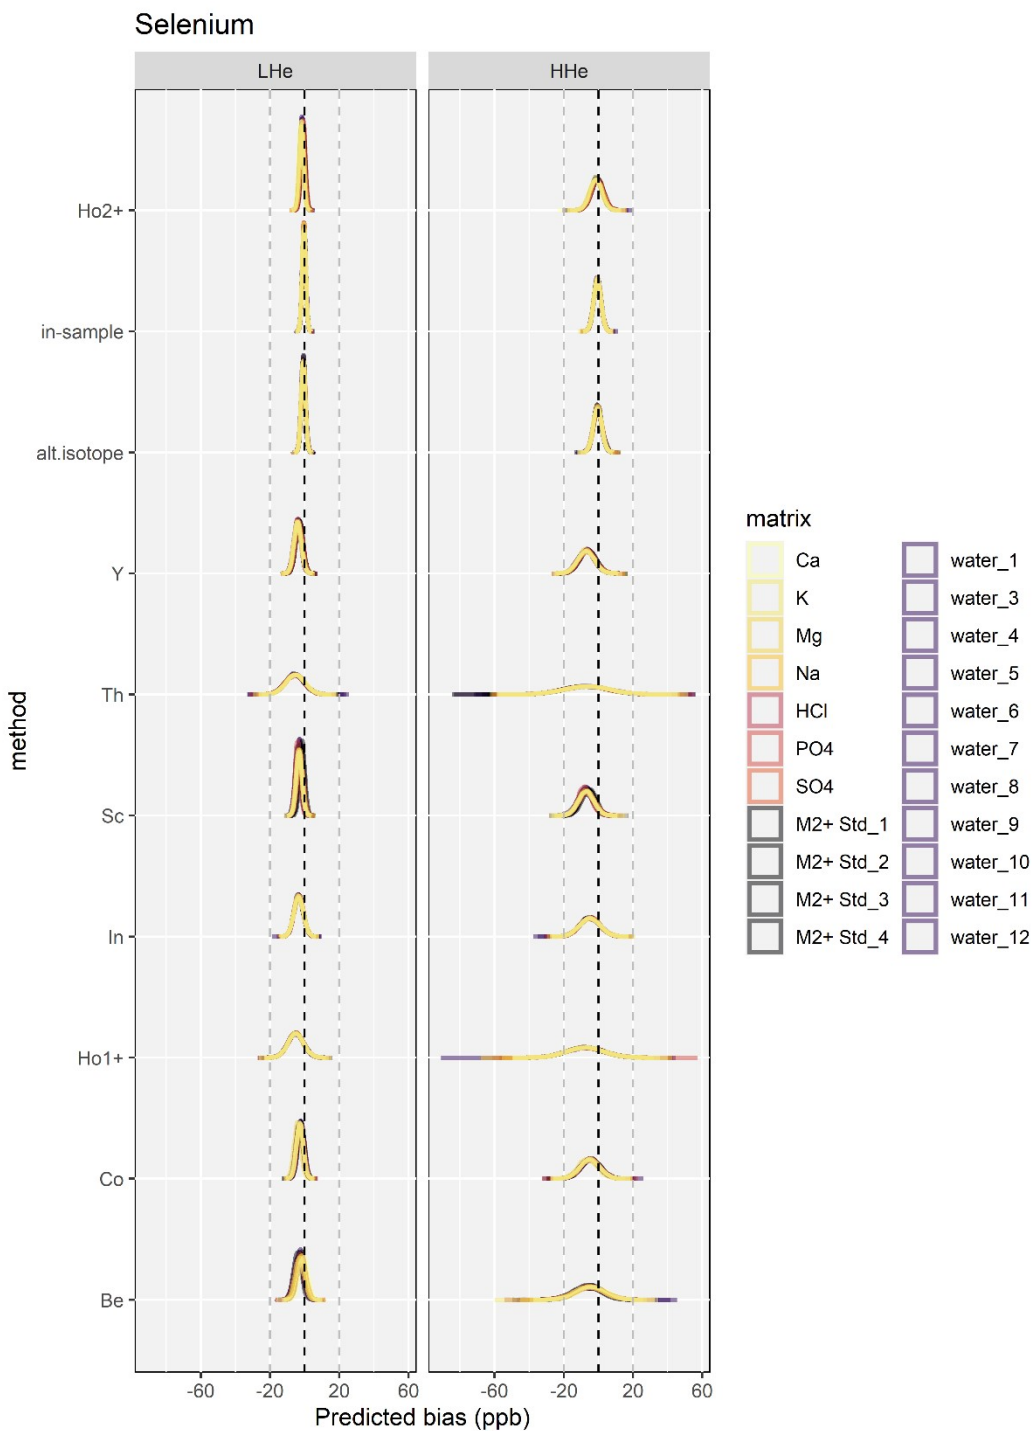 Selenium
LHe
HHe
method
Ho2+
in-sample
alt.isotope
Y
Th
Sc
In
Ho1+
Co
Be
-60
-20
20
60
-60
-20
20
60
Predicted bias (ppb)
matrix
Ca
K
Mg
Na
HCl
PO4
SO4
M2+ Std_1
M2+ Std_2
M2+ Std_3
M2+ Std_4
water_1
water_3
water_4
water_5
water_6
water_7
water_8
water_9
water_10
water_11
water_12